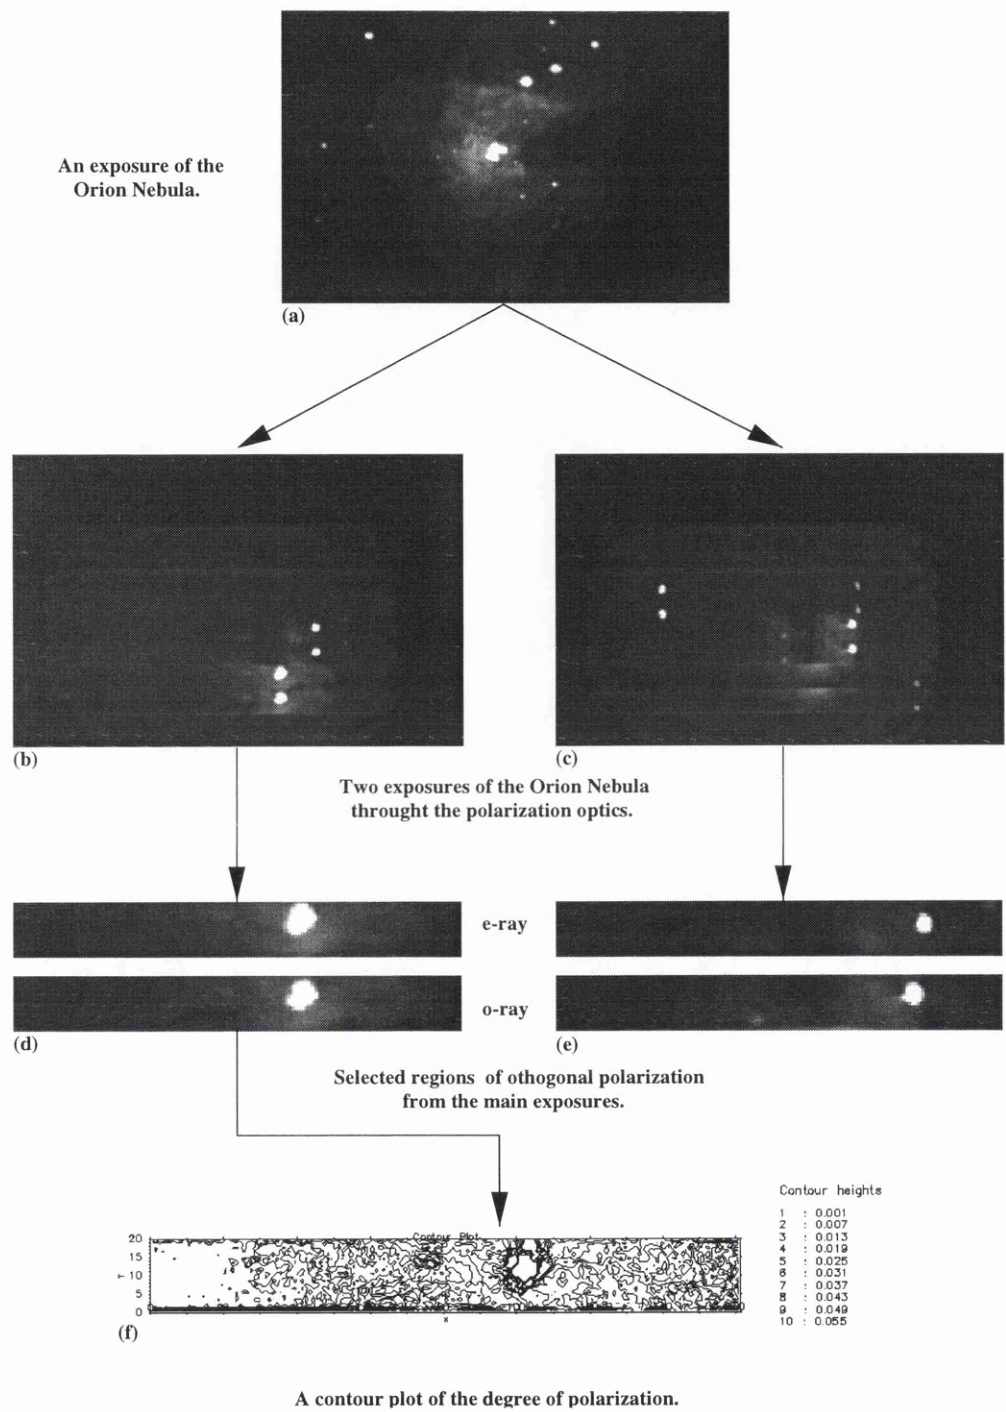 An exposure of the
Orion Nebula.
(a)
(b)
(c)
Two exposures of the Orion Nebula
throught the polarization optics.
e-ray
o-ray
(d)
(e)
Selected regions of othogonal polarization
from the main exposures.
Contour heights
1 : 0.001
2 : 0.007
3 : 0.013
4 : 0.019
5 : 0.025
6 : 0.031
7 : 0.037
8 : 0.043
9 : 0.049
10 : 0.055
Contour Plot
20
15
10
5
0
Y
X
(f)
A contour plot of the degree of polarization.